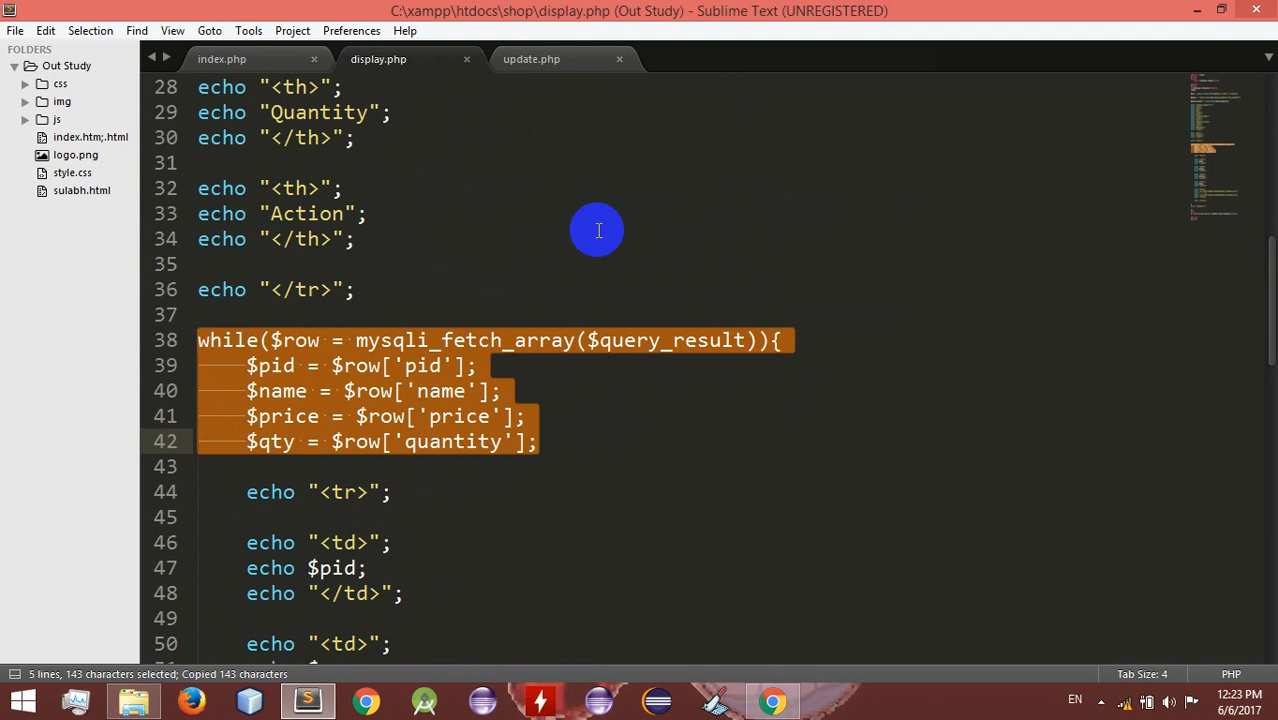 C:\xampp\htdocs\shop\display.php (Out Study) - Sublime Text (UNREGISTERED)
File Edit Selection Find View Goto Tools Project Preferences Help
FOLDERS
Out Study
css
img
js
index.htm;.html
logo.png
style.css
sulabh.html
index.php
display.php
update.php
28 echo "<th>";
29 echo "Quantity";
30 echo "</th>";
31
32 echo "<th>";
33 echo "Action";
34 echo "</th>";
35
36 echo "</tr>";
37
38 while($row = mysqli_fetch_array($query_result)){
39 $pid = $row['pid'];
40 $name = $row['name'];
41 $price = $row['price'];
42 $qty = $row['quantity'];
43
44 echo "<tr>";
45
46 echo "<td>";
47 echo $pid;
48 echo "</td>";
49
50 echo "<td>";
5 lines, 143 characters selected; Copied 143 characters
Tab Size: 4
PHP
EN
12:23 PM
6/6/2017